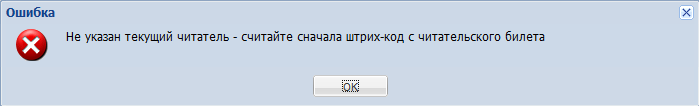 Ошибка
Не указан текущий читатель - считайте сначала штрих-код с читательского билета
OK